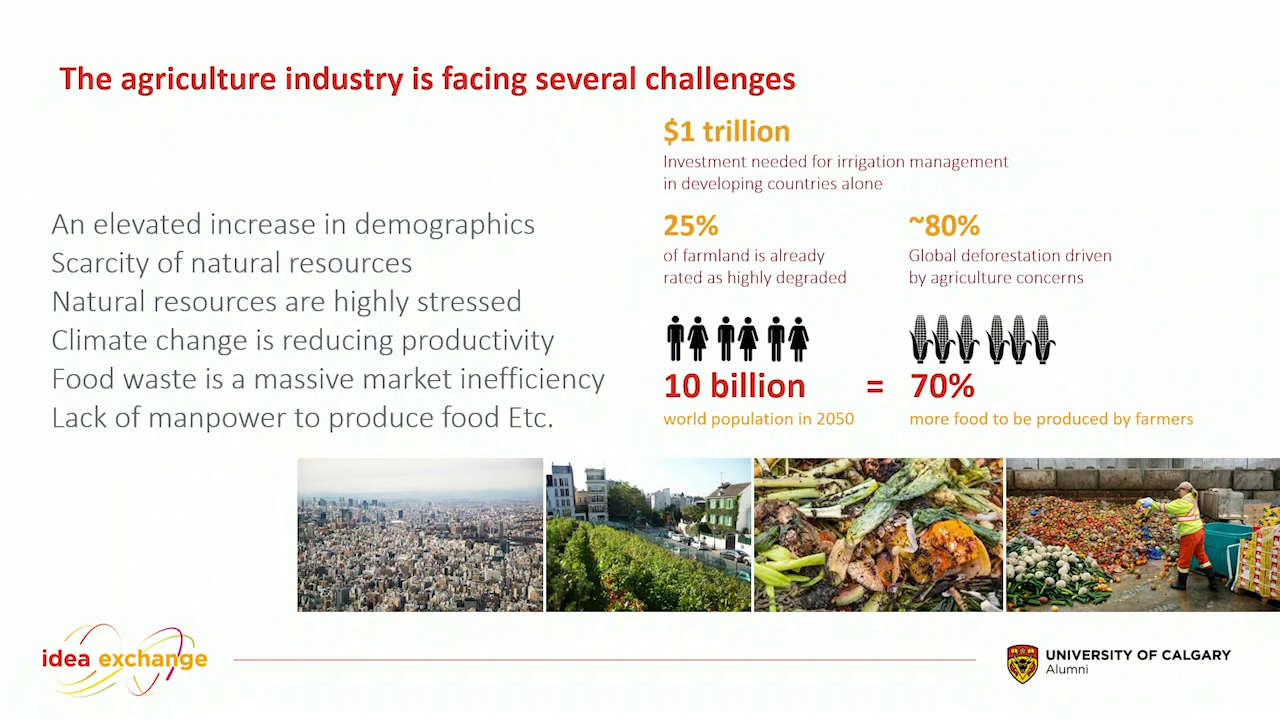 The agriculture industry is facing several challenges
An elevated increase in demographics
Scarcity of natural resources
Natural resources are highly stressed
Climate change is reducing productivity
Food waste is a massive market inefficiency
Lack of manpower to produce food Etc.
$1 trillion
Investment needed for irrigation management
in developing countries alone
25%
of farmland is already
rated as highly degraded
~80%
Global deforestation driven
by agriculture concerns
10 billion = 70%
world population in 2050
more food to be produced by farmers
idea exchange
UNIVERSITY OF CALGARY
Alumni